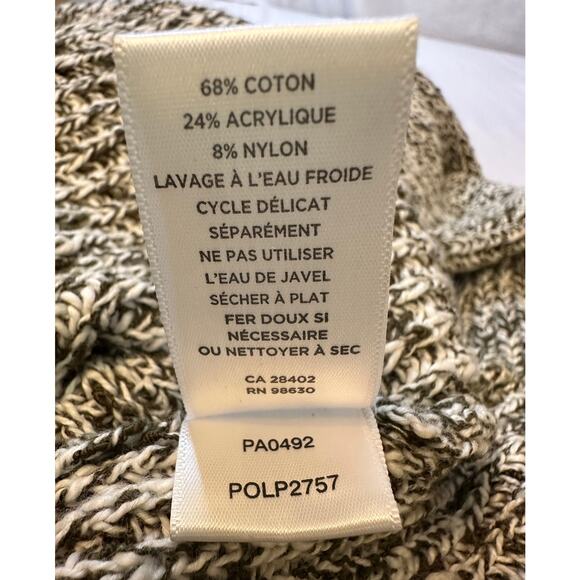 68% COTON
24% ACRYLIQUE
8% NYLON
LAVAGE À L'EAU FROIDE
CYCLE DÉLICAT
SÉPARÉMENT
NE PAS UTILISER
L'EAU DE JAVEL
SÉCHER À PLAT
FER DOUX SI
NÉCESSAIRE
OU NETTOYER À SEC
CA 28402
RN 98630
PA0492
POLP2757